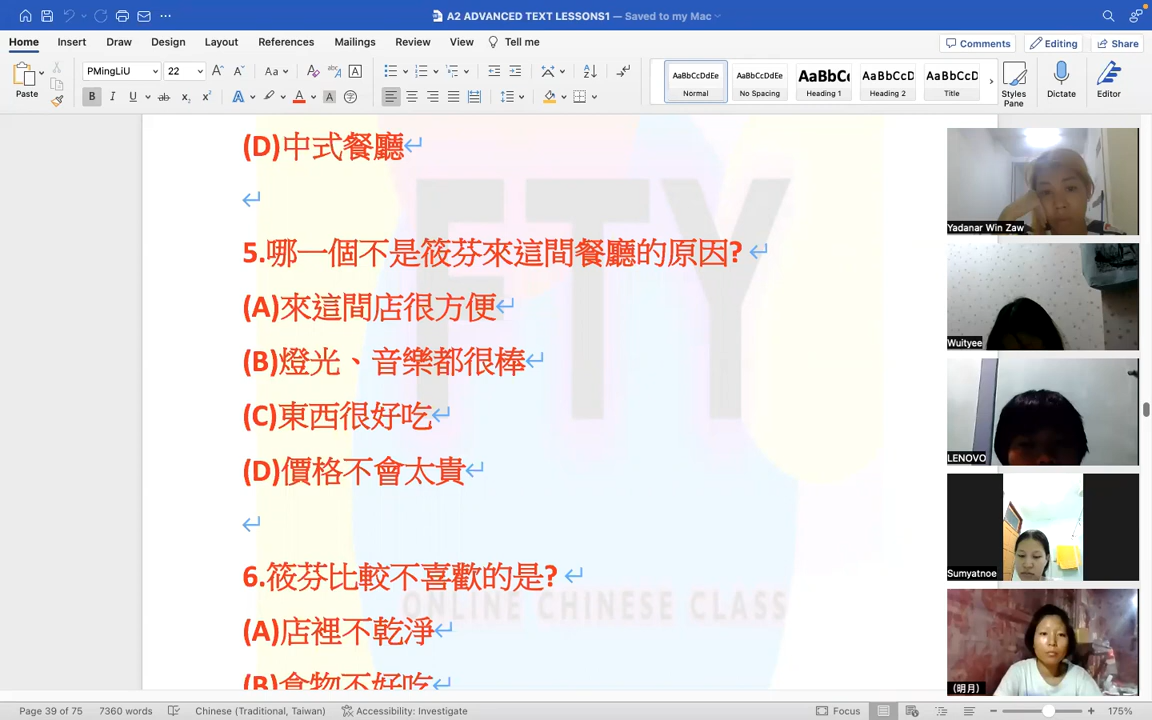 A2 ADVANCED TEXT LESSONS1 — Saved to my Mac
Home Insert Draw Design Layout References Mailings Review View Tell me Comments Editing Share
Paste PMingLiU 22 Aa AaBbCcDdEe Normal AaBbCcDdEe No Spacing AaBbCc Heading 1 AaBbCcD Heading 2 AaBbCcD Title Styles Pane Dictate Editor
B I U ab x₂ x² A A A
(D)中式餐廳
5.哪一個不是筱芬來這間餐廳的原因?
(A)來這間店很方便
(B)燈光、音樂都很棒
(C)東西很好吃
(D)價格不會太貴
6.筱芬比較不喜歡的是?
(A)店裡不乾淨
(B)食物不好吃
FTY
ONLINE CHINESE CLASS
Yadanar Win Zaw
Wuityee
LENOVO
Sumyatnoe
(明月)
Page 39 of 75 7360 words Chinese (Traditional, Taiwan) Accessibility: Investigate Focus 175%